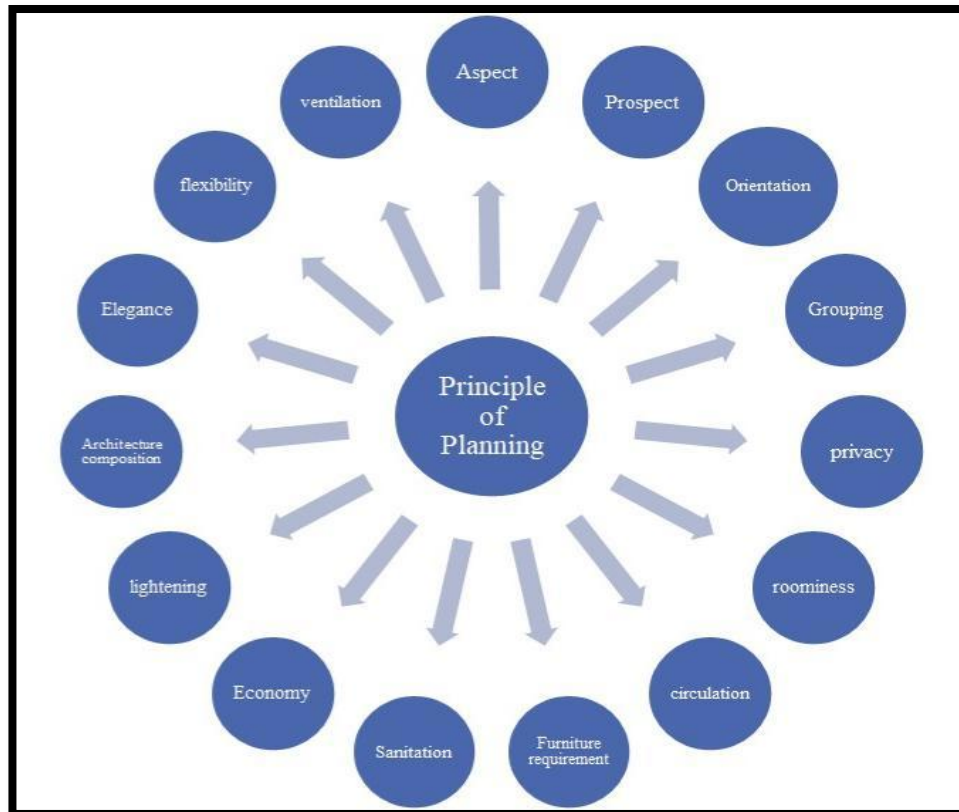 Principle
of
Planning
Aspect
Prospect
Orientation
Grouping
privacy
roominess
circulation
Furniture
requirement
Sanitation
Economy
lightening
Architecture
composition
Elegance
flexibility
ventilation